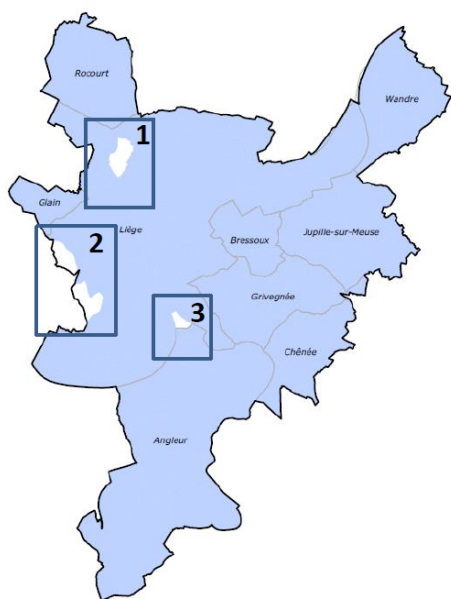 Rocourt
Wandre
1
Glain
Liège
2
Bressoux
Jupille-sur-Meuse
Grivegnée
3
Chênée
Angleur